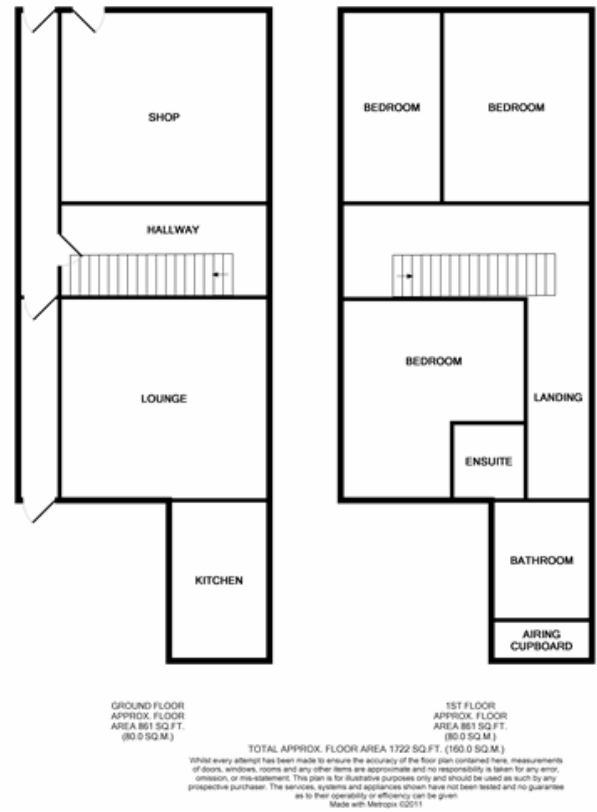 SHOP
HALLWAY
LOUNGE
KITCHEN
BEDROOM
BEDROOM
BEDROOM
LANDING
ENSUITE
BATHROOM
AIRING
CUPBOARD
GROUND FLOOR
APPROX. FLOOR
AREA 861 SQ.FT.
(80.0 SQ.M.)
1ST FLOOR
APPROX. FLOOR
AREA 861 SQ.FT.
(80.0 SQ.M.)
TOTAL APPROX. FLOOR AREA 1722 SQ.FT. (160.0 SQ.M.)
Whilst every attempt has been made to ensure the accuracy of the floor plan contained here, measurements
of doors, windows, rooms and any other items are approximate and no responsibility is taken for any error,
omission, or mis-statement. This plan is for illustrative purposes only and should be used as such by any
prospective purchaser. The services, systems and appliances shown have not been tested and no guarantee
as to their operability or efficiency can be given
Made with Metropix ©2011